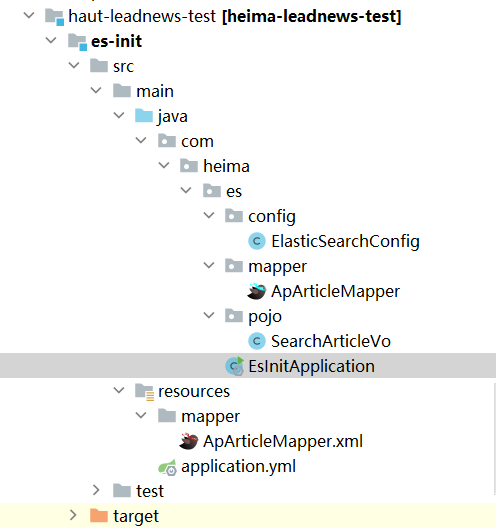 haut-leadnews-test [heima-leadnews-test]
es-init
src
main
java
com
heima
es
config
ElasticSearchConfig
mapper
ApArticleMapper
pojo
SearchArticleVo
EsInitApplication
resources
mapper
ApArticleMapper.xml
application.yml
test
target